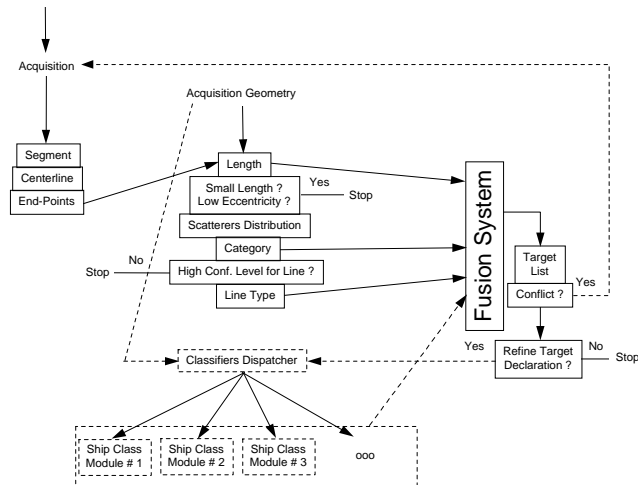 Acquisition
Acquisition Geometry
Segment
Centerline
End-Points
Length
Small Length ?
Low Eccentricity ?
Yes
Stop
Scatterers Distribution
Category
No
Stop
High Conf. Level for Line ?
Line Type
Fusion System
Target
List
Conflict ?
Yes
Yes
Refine Target
Declaration ?
No
Stop
Classifiers Dispatcher
Ship Class
Module # 1
Ship Class
Module # 2
Ship Class
Module # 3
ooo